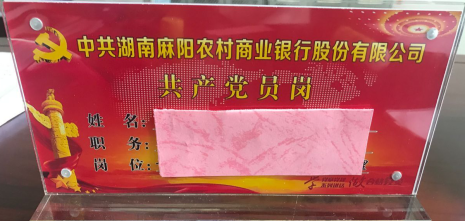 中共湖南麻阳农村商业银行股份有限公司
共产党员岗
姓 名:
职 务:
岗 位: